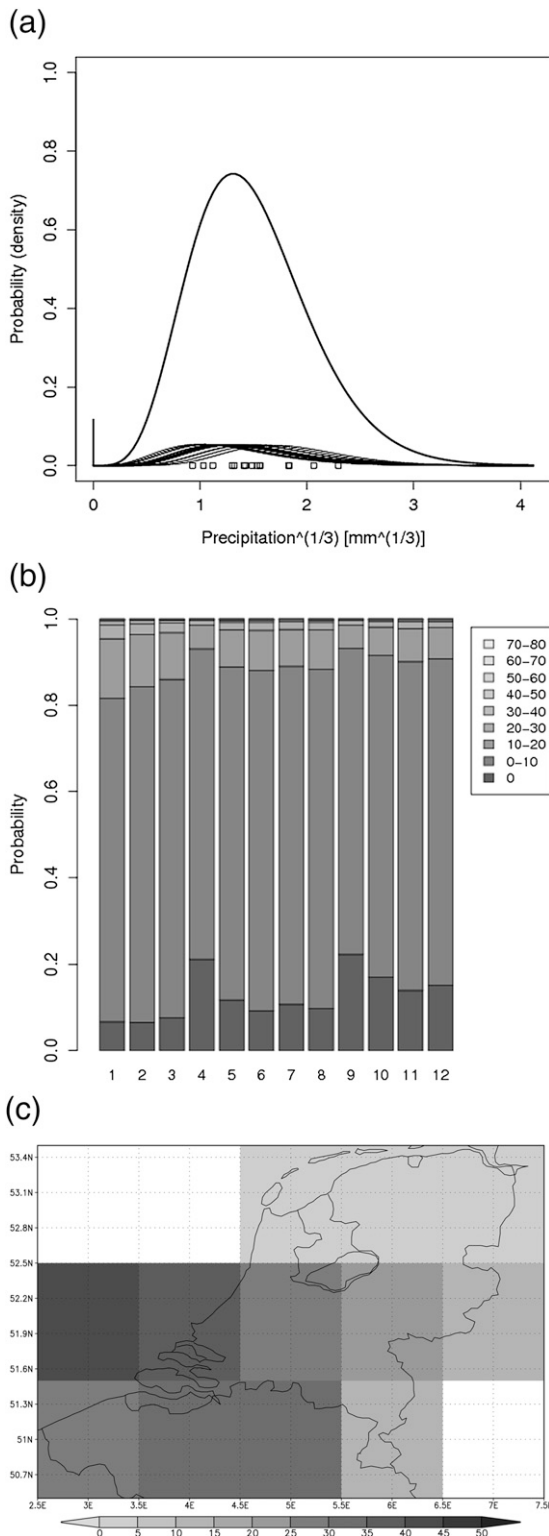 (a)
1.0
0.8
0.6
0.4
0.2
0.0
Probability (density)
0 1 2 3 4
Precipitation^(1/3) [mm^(1/3)]
(b)
1.0
0.8
0.6
0.4
0.2
0.0
Probability
70-80
60-70
50-60
40-50
30-40
20-30
10-20
0-10
0
1 2 3 4 5 6 7 8 9 10 11 12
(c)
53.4N
53.1N
52.8N
52.5N
52.2N
51.9N
51.6N
51.3N
51N
50.7N
2.5E 3E 3.5E 4E 4.5E 5E 5.5E 6E 6.5E 7E 7.5E
0 5 10 15 20 25 30 35 40 45 50